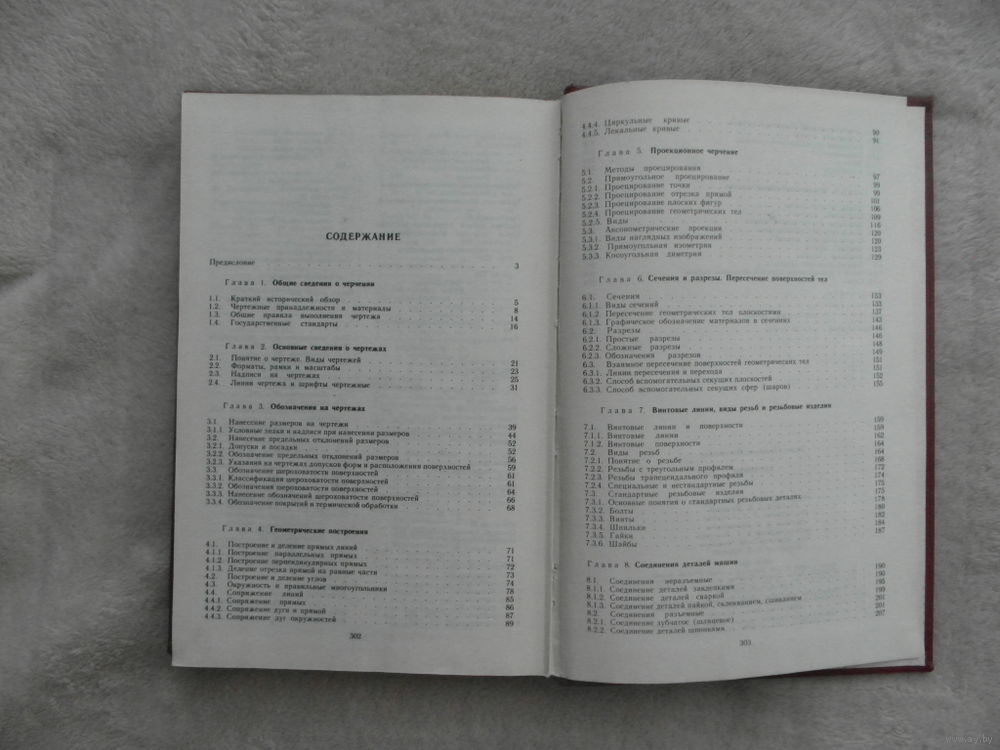 СОДЕРЖАНИЕ
Предисловие 3
Глава 1. Общие сведения о черчении
1.1. Краткий исторический обзор 5
1.2. Чертежные принадлежности и материалы 8
1.3. Общие правила выполнения чертежа 14
1.4. Государственные стандарты 16
Глава 2. Основные сведения о чертежах
2.1. Понятие о чертеже. Виды чертежей 21
2.2. Форматы, рамки и масштабы 23
2.3. Надписи на чертежах 25
2.4. Линии чертежа и шрифты чертежные 31
Глава 3. Обозначения на чертежах
3.1. Нанесение размеров на чертежи 39
3.1.1. Условные знаки и надписи при нанесении размеров 44
3.2. Нанесение предельных отклонений размеров 52
3.2.1. Допуски и посадки 52
3.2.2. Обозначение предельных отклонений размеров 56
3.2.3. Указания на чертежах допусков форм и расположения поверхностей 59
3.3. Обозначение шероховатости поверхностей 61
3.3.1. Классификация шероховатости поверхностей 61
3.3.2. Обозначения шероховатости поверхностей 64
3.3.3. Нанесение обозначений шероховатости поверхностей 66
3.3.4. Обозначение покрытий и термической обработки 68
Глава 4. Геометрические построения
4.1. Построение и деление прямых линий 71
4.1.1. Построение параллельных прямых 71
4.1.2. Построение перпендикулярных прямых 72
4.1.3. Деление отрезка прямой на равные части 73
4.2. Построение и деление углов 74
4.3. Окружность и правильные многоугольники 78
4.4. Сопряжение линий 85
4.4.1. Сопряжение прямых 86
4.4.2. Сопряжение дуги и прямой 87
4.4.3. Сопряжение дуг окружностей 89
302
4.4.4. Циркульные кривые 90
4.4.5. Лекальные кривые 91
Глава 5. Проекционное черчение
5.1. Методы проецирования 97
5.2. Прямоугольное проецирование 99
5.2.1. Проецирование точки 99
5.2.2. Проецирование отрезка прямой 101
5.2.3. Проецирование плоских фигур 106
5.2.4. Проецирование геометрических тел 109
5.2.5. Виды 116
5.3. Аксонометрические проекции 120
5.3.1. Виды наглядных изображений 120
5.3.2. Прямоугольная изометрия 123
5.3.3. Косоугольная диметрия 129
Глава 6. Сечения и разрезы. Пересечение поверхностей тел
6.1. Сечения 133
6.1.1. Виды сечений 133
6.1.2. Пересечение геометрических тел плоскостями 137
6.1.3. Графическое обозначение материалов в сечениях 143
6.2. Разрезы 146
6.2.1. Простые разрезы 146
6.2.2. Сложные разрезы 148
6.2.3. Обозначения разрезов 149
6.3. Взаимное пересечение поверхностей геометрических тел 151
6.3.1. Линии пересечения и перехода 151
6.3.2. Способ вспомогательных секущих плоскостей 152
6.3.3. Способ вспомогательных секущих сфер (шаров) 155
Глава 7. Винтовые линии, виды резьб и резьбовые изделия
7.1. Винтовые линии и поверхности 159
7.1.1. Винтовые линии 159
7.1.2. Винтовые поверхности 162
7.2. Виды резьб 164
7.2.1. Понятие о резьбе 164
7.2.2. Резьбы с треугольным профилем 168
7.2.3. Резьбы трапецеидального профиля 172
7.2.4. Специальные и нестандартные резьбы 174
7.3. Стандартные резьбовые изделия 175
7.3.1. Основные понятия о стандартных резьбовых деталях 178
7.3.2. Болты 180
7.3.3. Винты 182
7.3.4. Шпильки 184
7.3.5. Гайки 187
7.3.6. Шайбы
Глава 8. Соединения деталей машин
8.1. Соединения неразъемные 190
8.1.1. Соединение деталей заклепками 190
8.1.2. Соединение деталей сваркой 195
8.1.3. Соединение деталей пайкой, склеиванием, сшиванием 199
8.2. Соединения разъемные 201
8.2.1. Соединение зубчатое (шлицевое) 201
8.2.2. Соединение деталей шпонками 207
303
www.ay.by